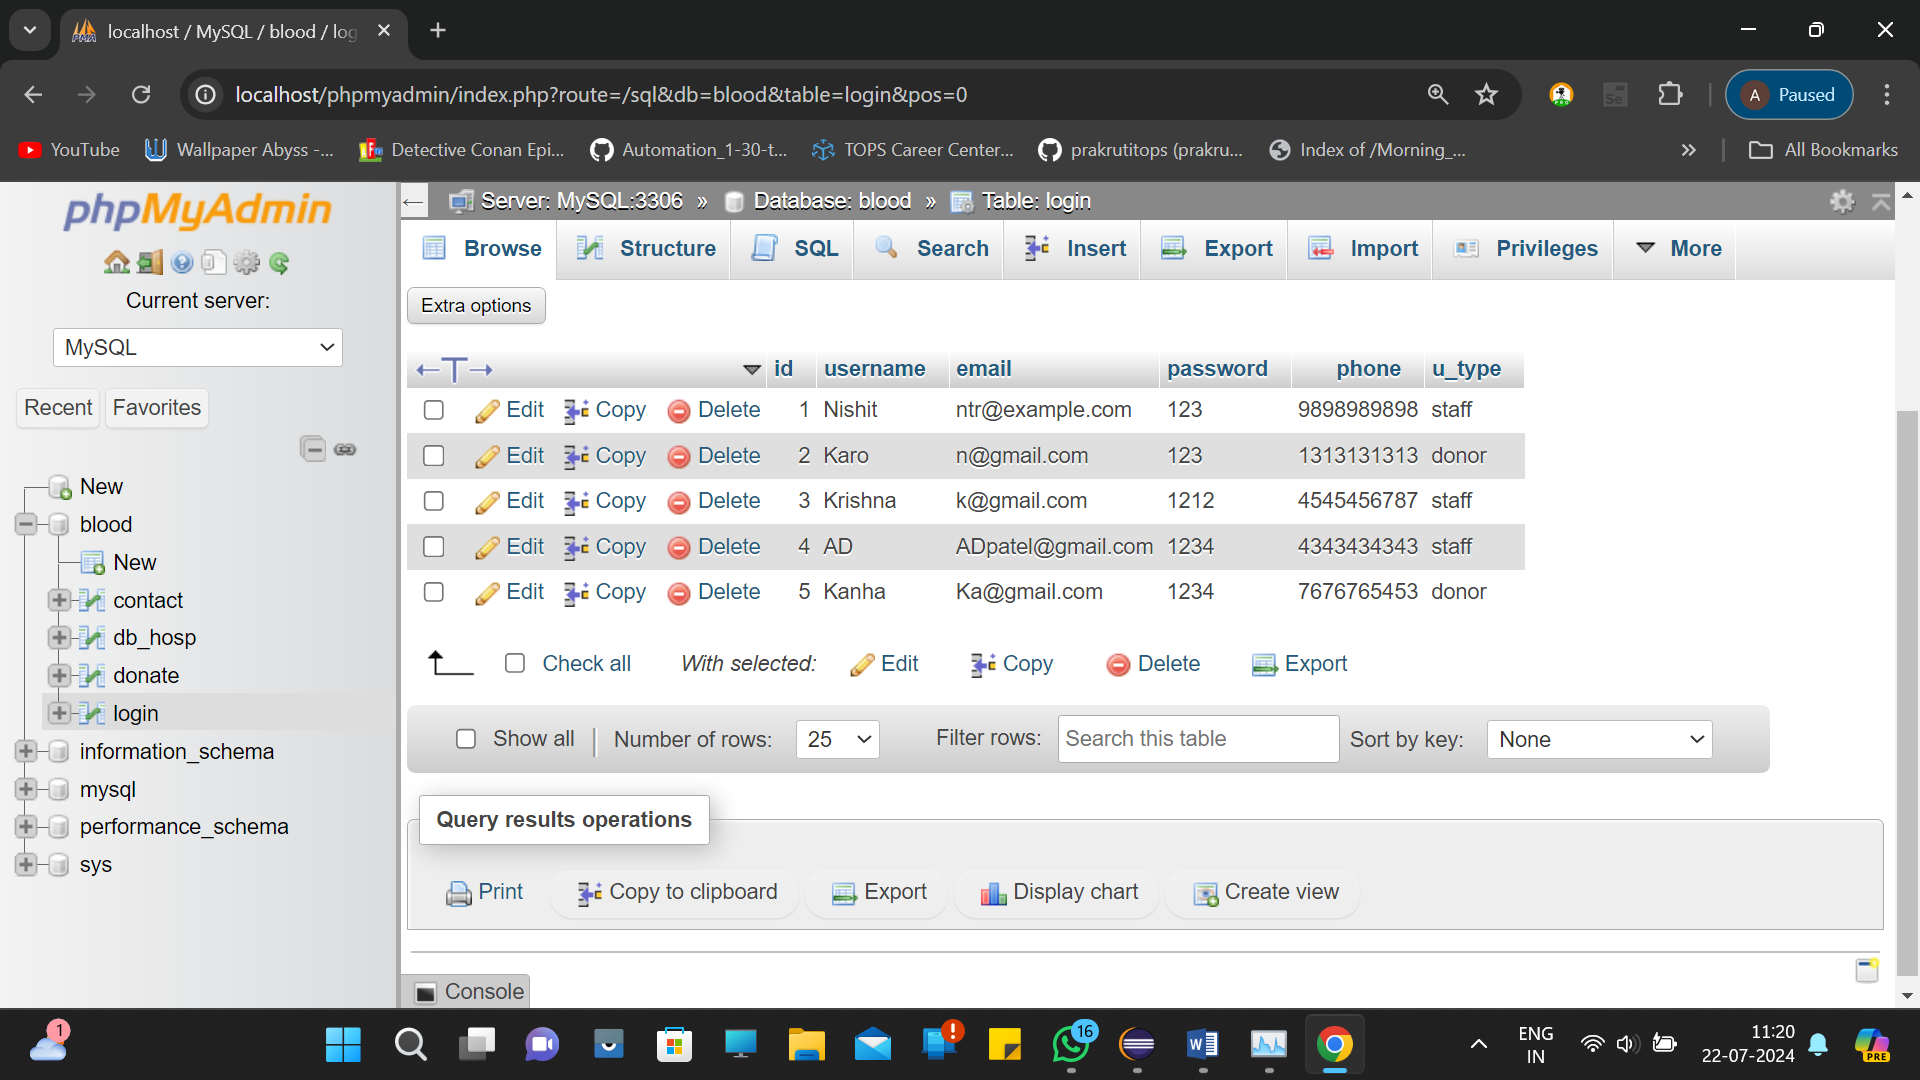 localhost / MySQL / blood / log
localhost/phpmyadmin/index.php?route=/sql&db=blood&table=login&pos=0
A Paused
YouTube Wallpaper Abyss -... Detective Conan Epi... Automation_1-30-t... TOPS Career Center... prakrutitops (prakru... Index of /Morning_... » All Bookmarks
phpMyAdmin
Current server:
MySQL
Recent Favorites
New
blood
New
contact
db_hosp
donate
login
information_schema
mysql
performance_schema
sys
Server: MySQL:3306 » Database: blood » Table: login
Browse Structure SQL Search Insert Export Import Privileges More
Extra options
id username email password phone u_type
Edit Copy Delete 1 Nishit ntr@example.com 123 9898989898 staff
Edit Copy Delete 2 Karo n@gmail.com 123 1313131313 donor
Edit Copy Delete 3 Krishna k@gmail.com 1212 4545456787 staff
Edit Copy Delete 4 AD ADpatel@gmail.com 1234 4343434343 staff
Edit Copy Delete 5 Kanha Ka@gmail.com 1234 7676765453 donor
Check all With selected: Edit Copy Delete Export
Show all Number of rows: 25 Filter rows: Search this table Sort by key: None
Query results operations
Print Copy to clipboard Export Display chart Create view
Console
1
16
ENG
IN
11:20
22-07-2024
PRE